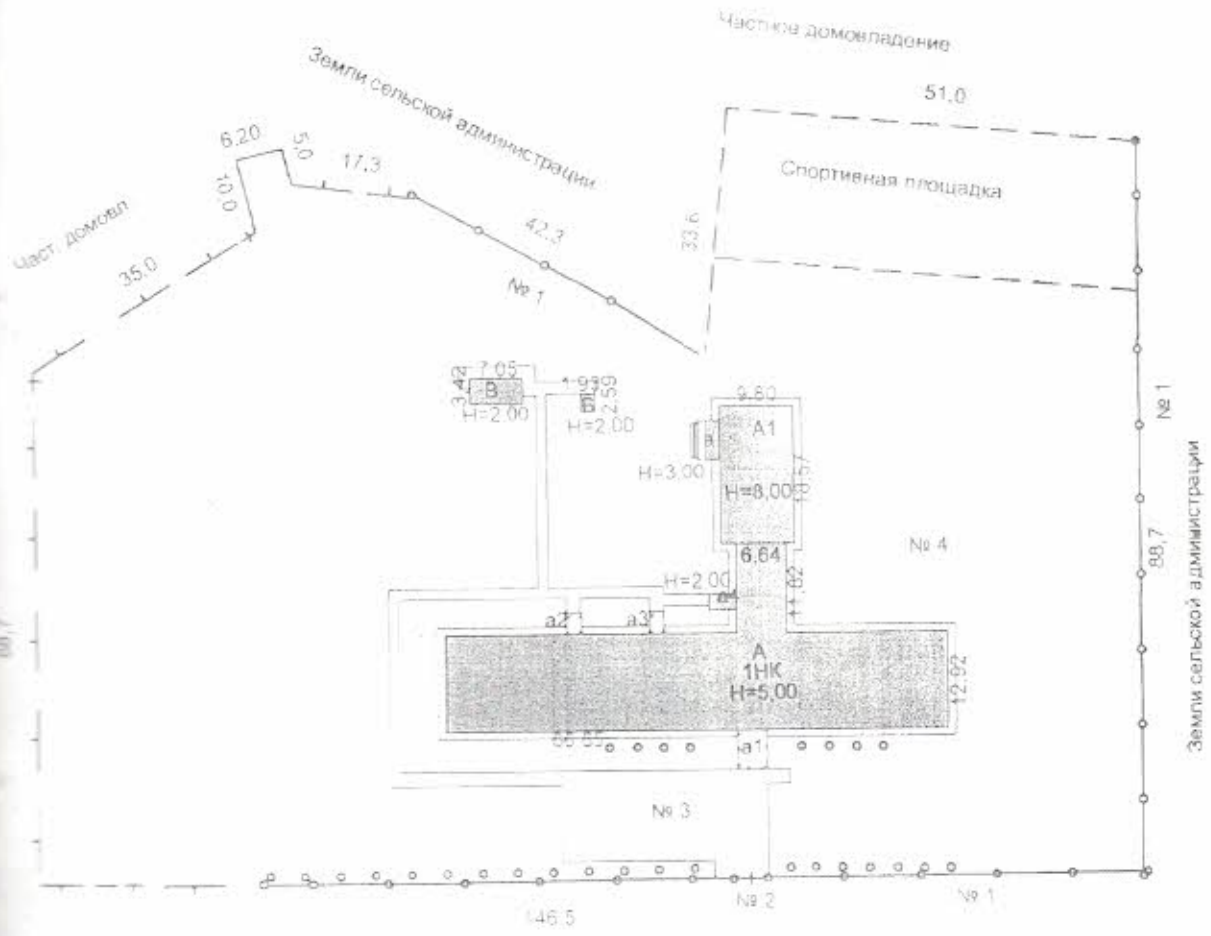 Частное домовладение
51,0
Земли сельской администрации
6,20
5,0
17,3
10,0
Спортивная площадка
Част. домовл
35,0
42,3
33,6
№ 1
7.05
3,42
В
H=2,00
1,93
2,59
H=2,00
9.80
А1
а
H=3,00
H=8,00
№ 1
88,7
Земли сельской администрации
№ 4
6,64
H=2.00
11,82
а2
а3
А
1НК
H=5,00
12,92
а1
№ 3
№ 2
№ 1
146.5